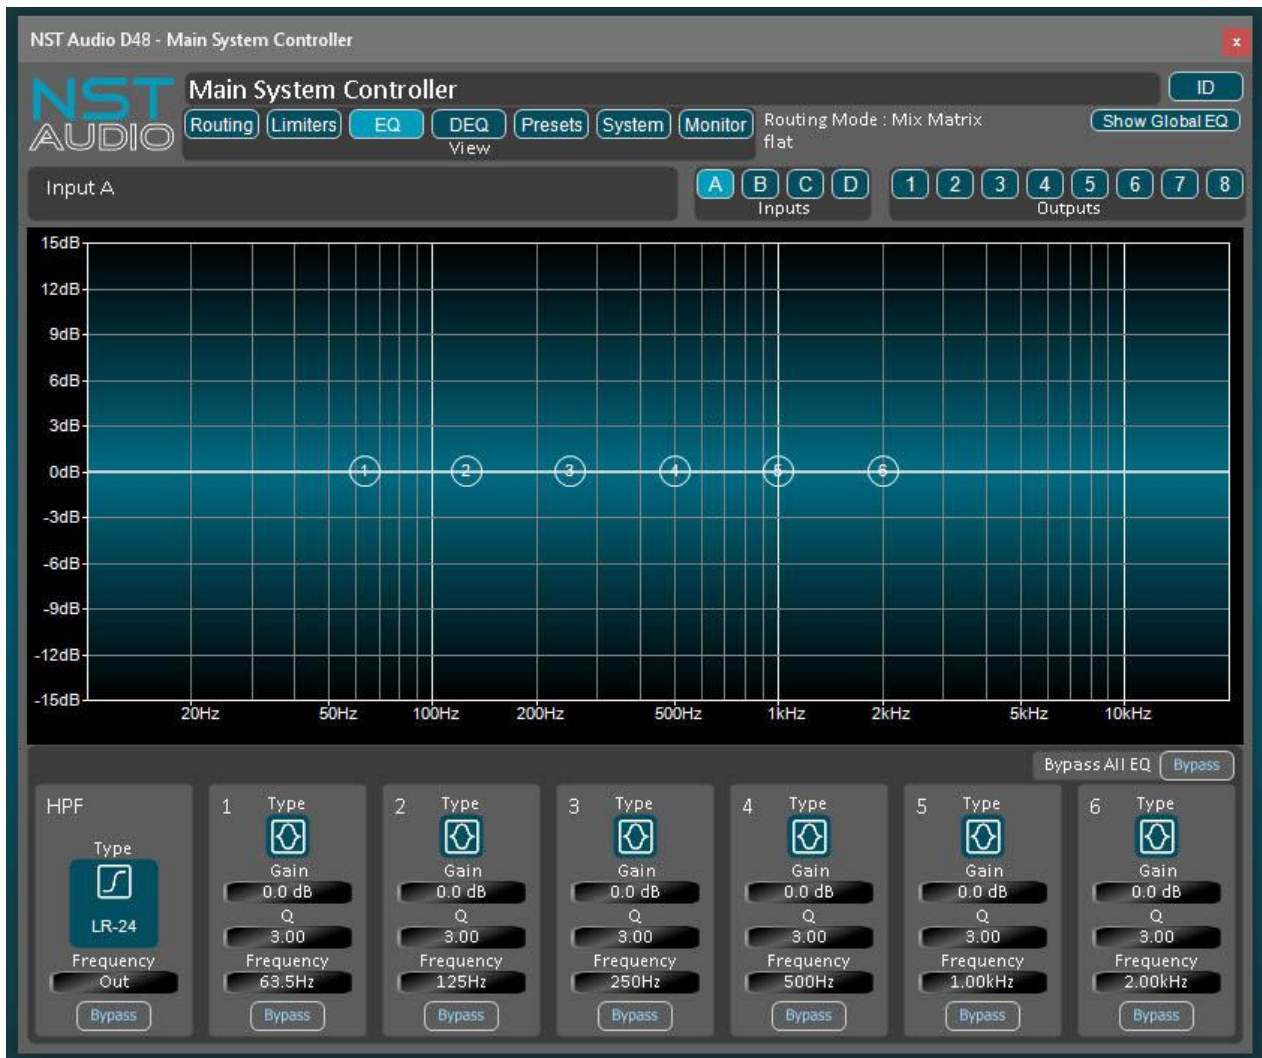 NST Audio D48 - Main System Controller
x
NST
AUDIO
Main System Controller
ID
Routing Limiters EQ DEQ Presets System Monitor
View
Routing Mode : Mix Matrix
flat
Show Global EQ
Input A
A B C D
Inputs
1 2 3 4 5 6 7 8
Outputs
15dB
12dB
9dB
6dB
3dB
0dB
-3dB
-6dB
-9dB
-12dB
-15dB
1 2 3 4 5 6
20Hz 50Hz 100Hz 200Hz 500Hz 1kHz 2kHz 5kHz 10kHz
Bypass All EQ Bypass
HPF
Type
LR-24
Frequency
Out
Bypass
1 Type
Gain
0.0 dB
Q
3.00
Frequency
63.5Hz
Bypass
2 Type
Gain
0.0 dB
Q
3.00
Frequency
125Hz
Bypass
3 Type
Gain
0.0 dB
Q
3.00
Frequency
250Hz
Bypass
4 Type
Gain
0.0 dB
Q
3.00
Frequency
500Hz
Bypass
5 Type
Gain
0.0 dB
Q
3.00
Frequency
1.00kHz
Bypass
6 Type
Gain
0.0 dB
Q
3.00
Frequency
2.00kHz
Bypass